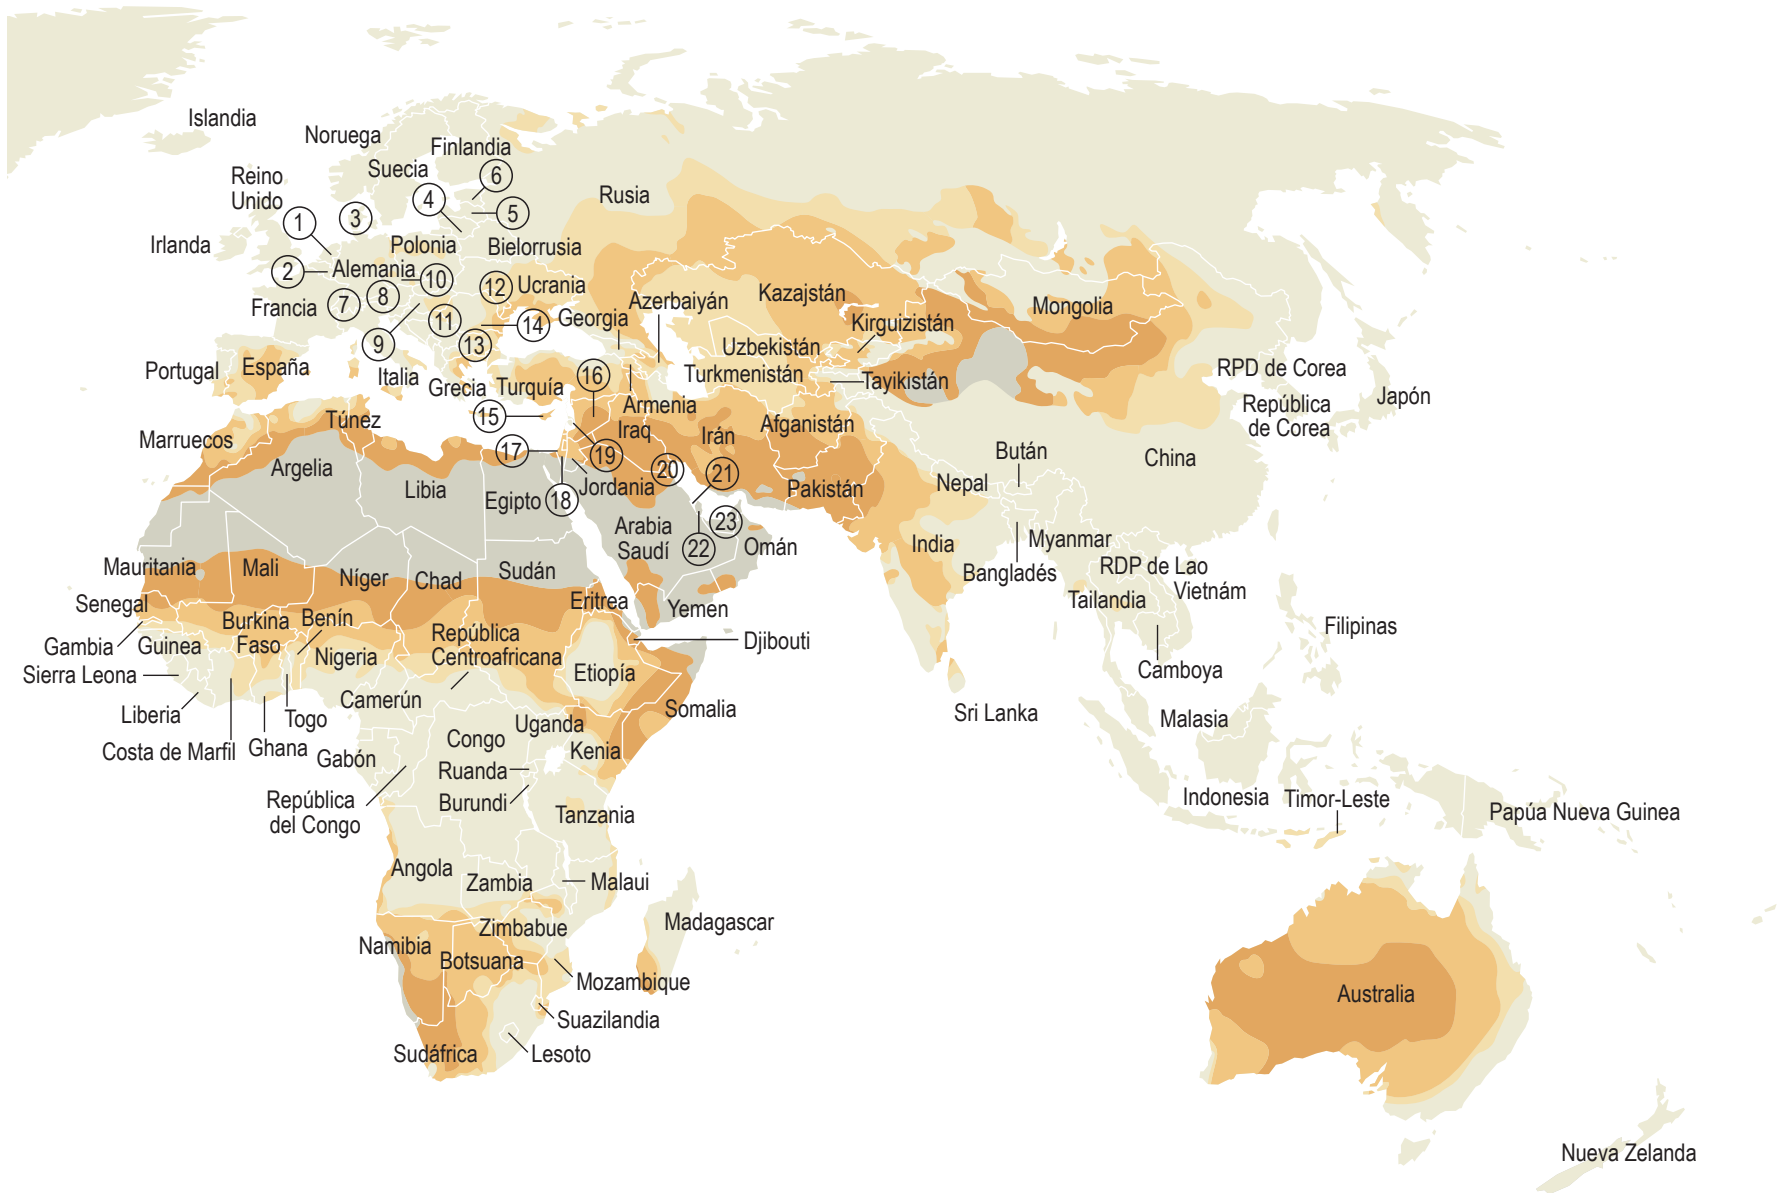 Islandia
Noruega
Finlandia
Suecia
Reino
Unido
6
4
1
3
5
Rusia
Irlanda
Polonia
Bielorrusia
2
Alemania
10
12
Ucrania
8
Francia
7
Azerbaiyán
Kazajstán
Mongolia
11
14
Georgia
Kirguizistán
13
9
Uzbekistán
Portugal
España
Italia
16
Turkmenistán
Tayikistán
RPD de Corea
Grecia
Turquía
Armenia
República
de Corea
Japón
15
Túnez
Marruecos
Iraq
Irán
Afganistán
17
19
20
21
Bután
China
Argelia
Libia
Egipto
18
Jordania
Pakistán
Nepal
Arabia
Saudí
23
22
Omán
India
Myanmar
Bangladés
RDP de Lao
Vietnám
Tailandia
Mauritania
Mali
Níger
Chad
Sudán
Eritrea
Yemen
Senegal
Burkina
Faso
Benín
República
Centroafricana
Djibouti
Filipinas
Gambia
Guinea
Nigeria
Etiopía
Camboya
Sierra Leona
Camerún
Liberia
Togo
Somalia
Sri Lanka
Malasia
Costa de Marfil
Ghana
Gabón
Uganda
Congo
Kenia
Ruanda
Burundi
República
del Congo
Tanzania
Indonesia
Timor-Leste
Papúa Nueva Guinea
Angola
Zambia
Malaui
Madagascar
Zimbabue
Namibia
Botsuana
Mozambique
Australia
Suazilandia
Sudáfrica
Lesoto
Nueva Zelanda